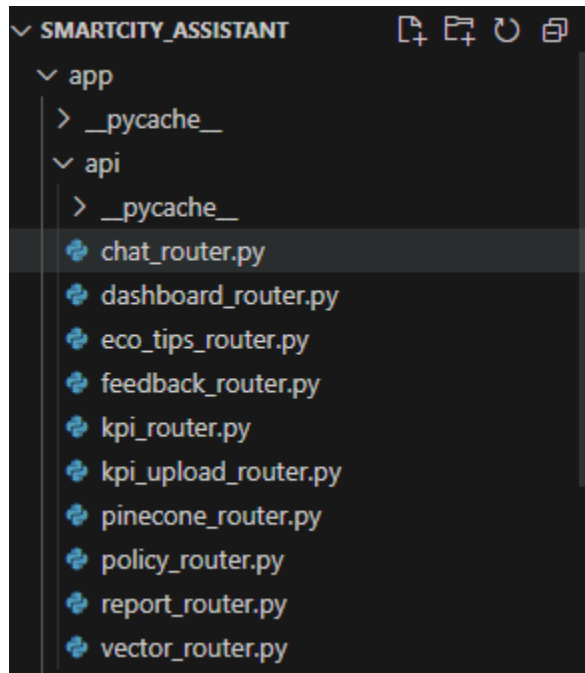 SMARTCITY_ASSISTANT
app
__pycache__
api
__pycache__
chat_router.py
dashboard_router.py
eco_tips_router.py
feedback_router.py
kpi_router.py
kpi_upload_router.py
pinecone_router.py
policy_router.py
report_router.py
vector_router.py